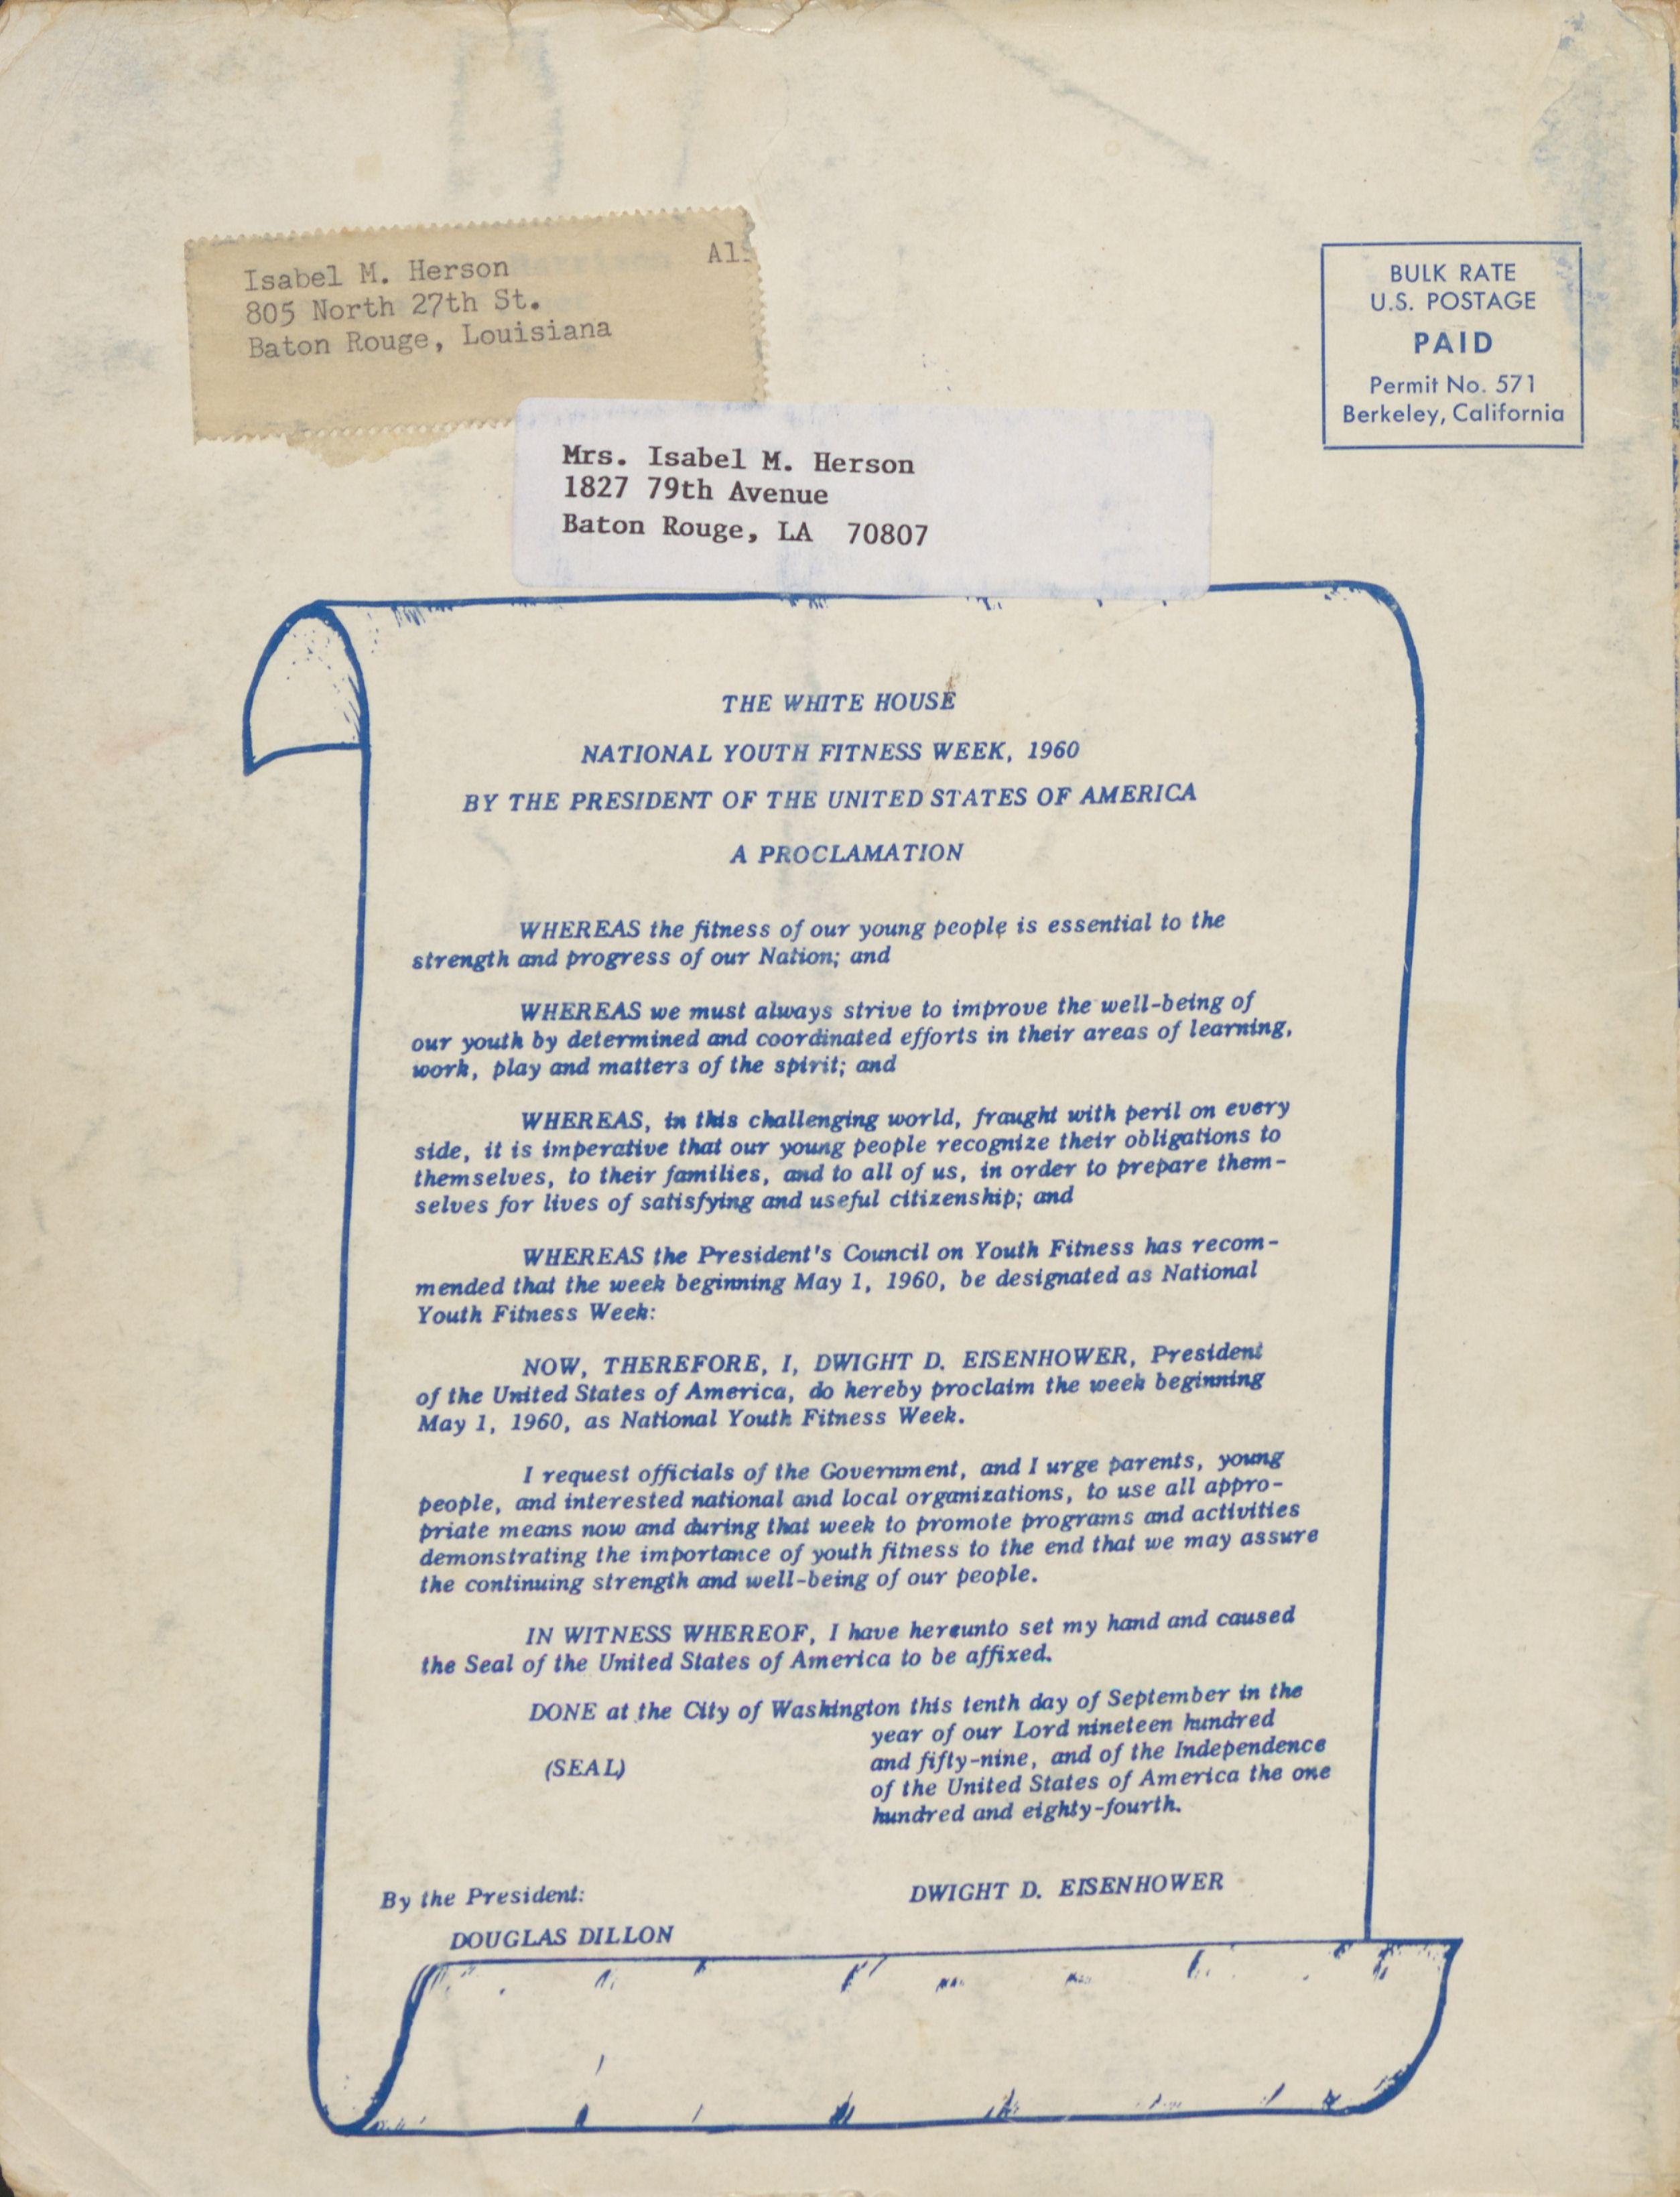 Isabel M. Herson
805 North 27th St.
Baton Rouge, Louisiana
BULK RATE
U.S. POSTAGE
PAID
Permit No. 571
Berkeley, California
Mrs. Isabel M. Herson
1827 79th Avenue
Baton Rouge, LA 70807
THE WHITE HOUSE
NATIONAL YOUTH FITNESS WEEK, 1960
BY THE PRESIDENT OF THE UNITED STATES OF AMERICA
A PROCLAMATION
WHEREAS the fitness of our young people is essential to the
strength and progress of our Nation; and
WHEREAS we must always strive to improve the well-being of
our youth by determined and coordinated efforts in their areas of learning,
work, play and matters of the spirit; and
WHEREAS, in this challenging world, fraught with peril on every
side, it is imperative that our young people recognize their obligations to
themselves, to their families, and to all of us, in order to prepare them-
selves for lives of satisfying and useful citizenship; and
WHEREAS the President's Council on Youth Fitness has recom-
mended that the week beginning May 1, 1960, be designated as National
Youth Fitness Week:
NOW, THEREFORE, I, DWIGHT D. EISENHOWER, President
of the United States of America, do hereby proclaim the week beginning
May 1, 1960, as National Youth Fitness Week.
I request officials of the Government, and I urge parents, young
people, and interested national and local organizations, to use all appro-
priate means now and during that week to promote programs and activities
demonstrating the importance of youth fitness to the end that we may assure
the continuing strength and well-being of our people.
IN WITNESS WHEREOF, I have hereunto set my hand and caused
the Seal of the United States of America to be affixed.
DONE at the City of Washington this tenth day of September in the
year of our Lord nineteen hundred
and fifty-nine, and of the Independence
(SEAL)
of the United States of America the one
hundred and eighty-fourth.
By the President:
DWIGHT D. EISENHOWER
DOUGLAS DILLON